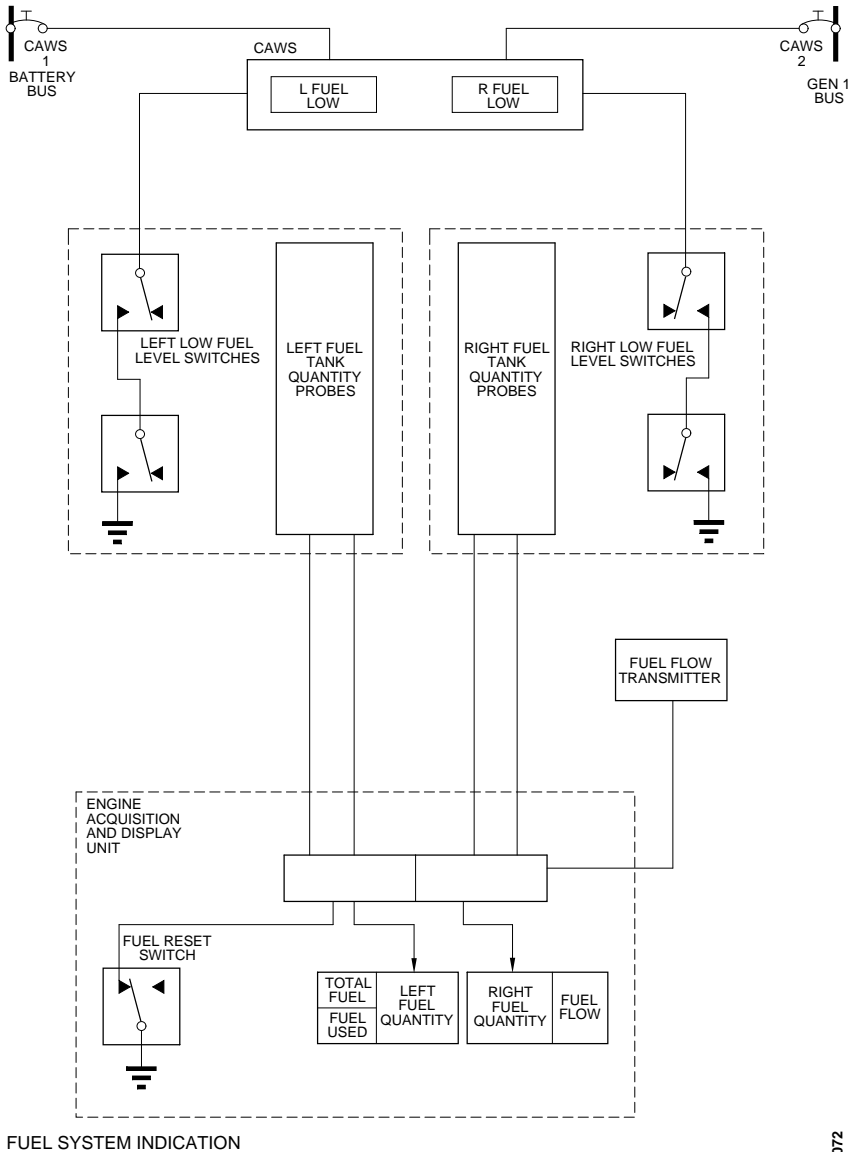 CAWS
1
BATTERY
BUS
CAWS
CAWS
2
GEN 1
BUS
L FUEL
LOW
R FUEL
LOW
LEFT LOW FUEL
LEVEL SWITCHES
LEFT FUEL
TANK
QUANTITY
PROBES
RIGHT FUEL
TANK
QUANTITY
PROBES
RIGHT LOW FUEL
LEVEL SWITCHES
FUEL FLOW
TRANSMITTER
ENGINE
ACQUISITION
AND DISPLAY
UNIT
FUEL RESET
SWITCH
TOTAL
FUEL
FUEL
USED
LEFT
FUEL
QUANTITY
RIGHT
FUEL
QUANTITY
FUEL
FLOW
FUEL SYSTEM INDICATION